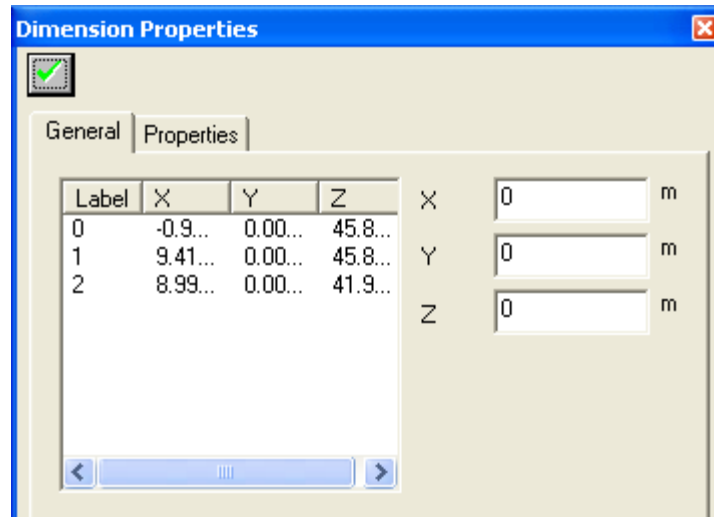 Dimension Properties
General Properties
Label X Y Z
0 -0.9... 0.00... 45.8...
1 9.41... 0.00... 45.8...
2 8.99... 0.00... 41.9...
X 0 m
Y 0 m
Z 0 m